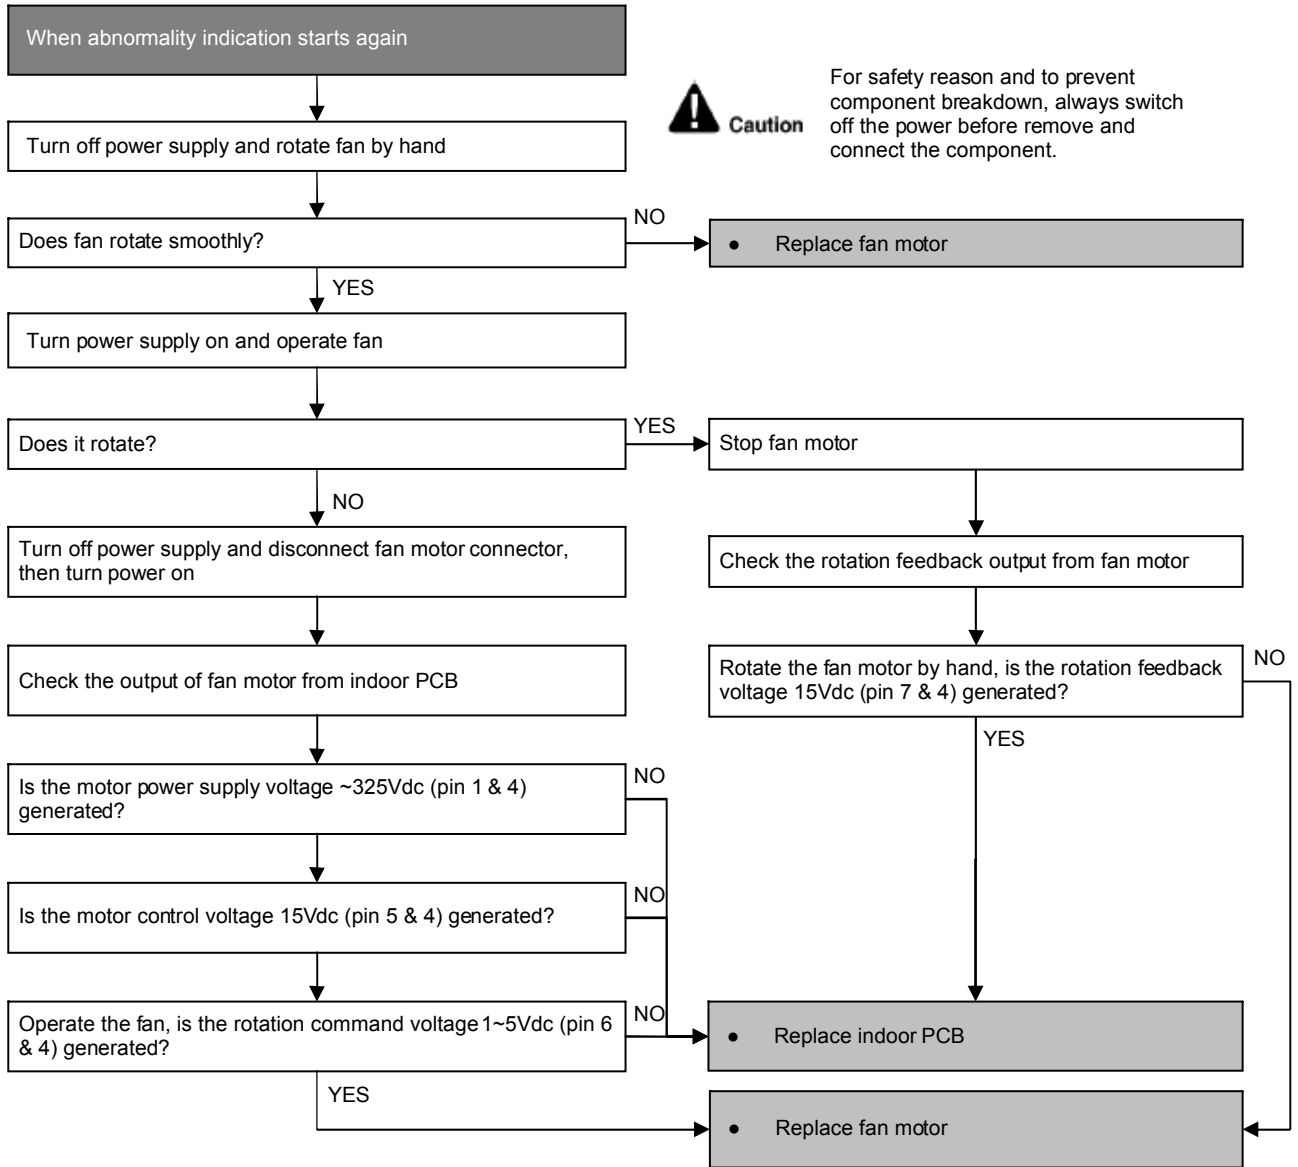 When abnormality indication starts again
Caution
For safety reason and to prevent
component breakdown, always switch
off the power before remove and
connect the component.
Turn off power supply and rotate fan by hand
Does fan rotate smoothly?
NO
● Replace fan motor
YES
Turn power supply on and operate fan
Does it rotate?
YES
Stop fan motor
NO
Turn off power supply and disconnect fan motor connector,
then turn power on
Check the rotation feedback output from fan motor
Check the output of fan motor from indoor PCB
Rotate the fan motor by hand, is the rotation feedback
voltage 15Vdc (pin 7 & 4) generated?
NO
YES
Is the motor power supply voltage ~325Vdc (pin 1 & 4)
generated?
NO
Is the motor control voltage 15Vdc (pin 5 & 4) generated?
NO
Operate the fan, is the rotation command voltage 1~5Vdc (pin 6
& 4) generated?
NO
● Replace indoor PCB
YES
● Replace fan motor